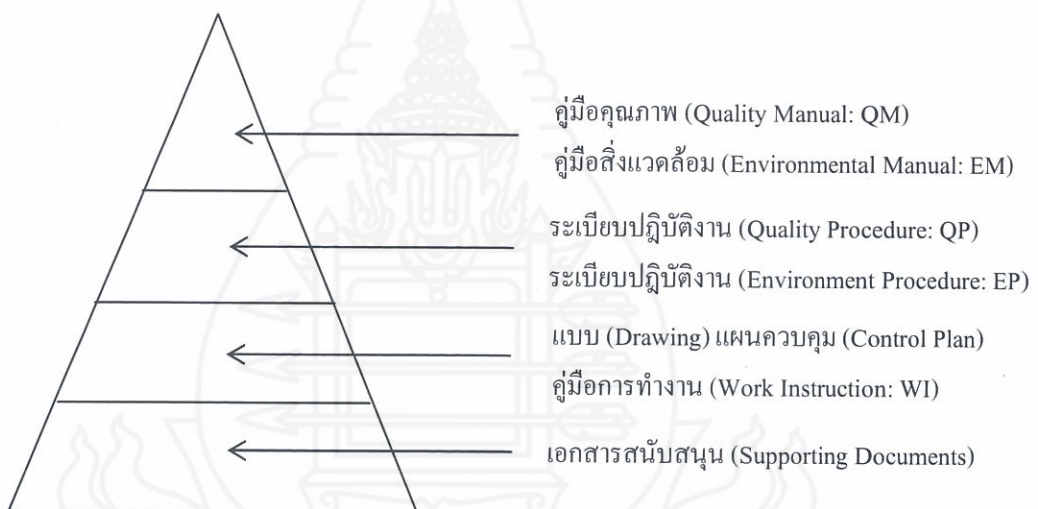 คู่มือคุณภาพ (Quality Manual: QM)
คู่มือสิ่งแวดล้อม (Environmental Manual: EM)
ระเบียบปฎิบัติงาน (Quality Procedure: QP)
ระเบียบปฎิบัติงาน (Environment Procedure: EP)
แบบ (Drawing) แผนควบคุม (Control Plan)
คู่มือการทำงาน (Work Instruction: WI)
เอกสารสนับสนุน (Supporting Documents)